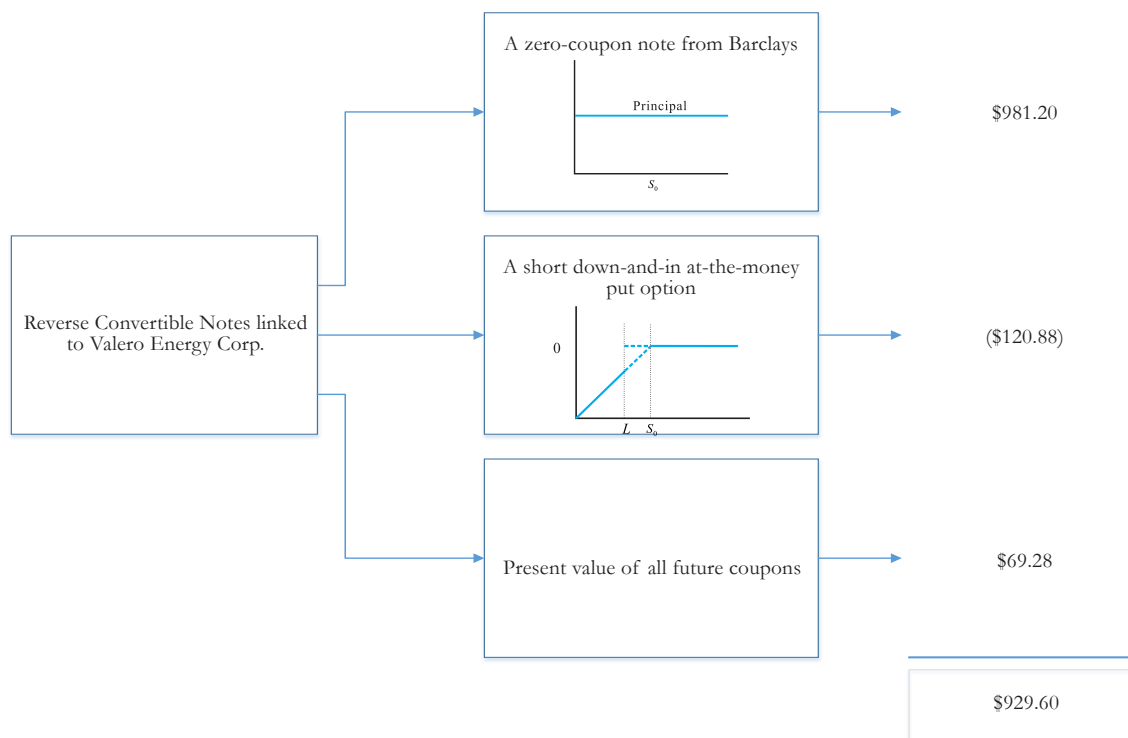 A zero-coupon note from Barclays
Principal
S₀
$981.20
Reverse Convertible Notes linked
to Valero Energy Corp.
A short down-and-in at-the-money
put option
0
L S₀
($120.88)
Present value of all future coupons
$69.28
$929.60